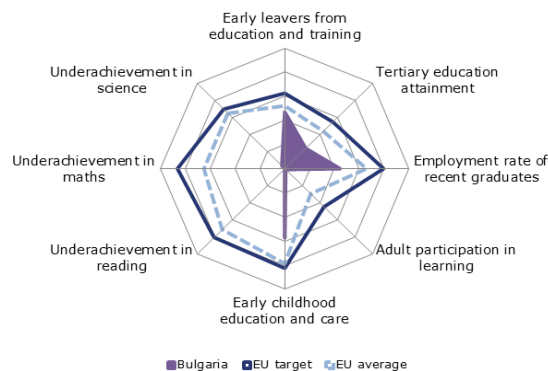 Early leavers from
education and training
Underachievement in
science
Tertiary education
attainment
Underachievement in
maths
Employment rate of
recent graduates
Underachievement in
reading
Adult participation in
learning
Early childhood
education and care
Bulgaria EU target EU average